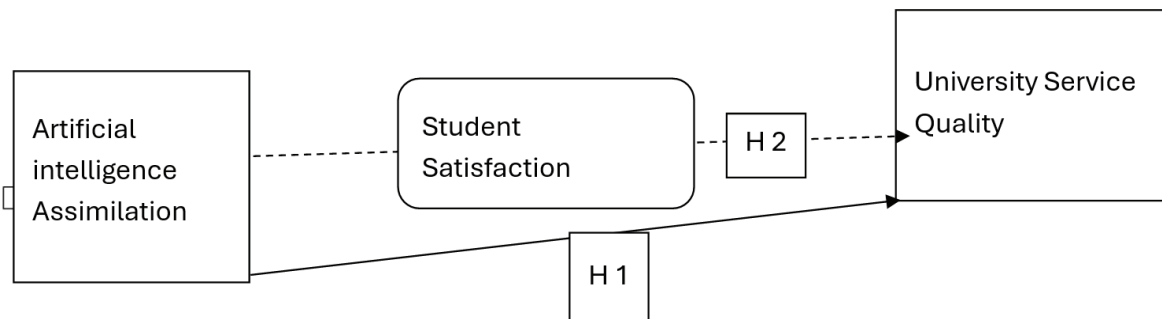 Artificial
intelligence
Assimilation
Student
Satisfaction
H 2
University Service
Quality
H 1